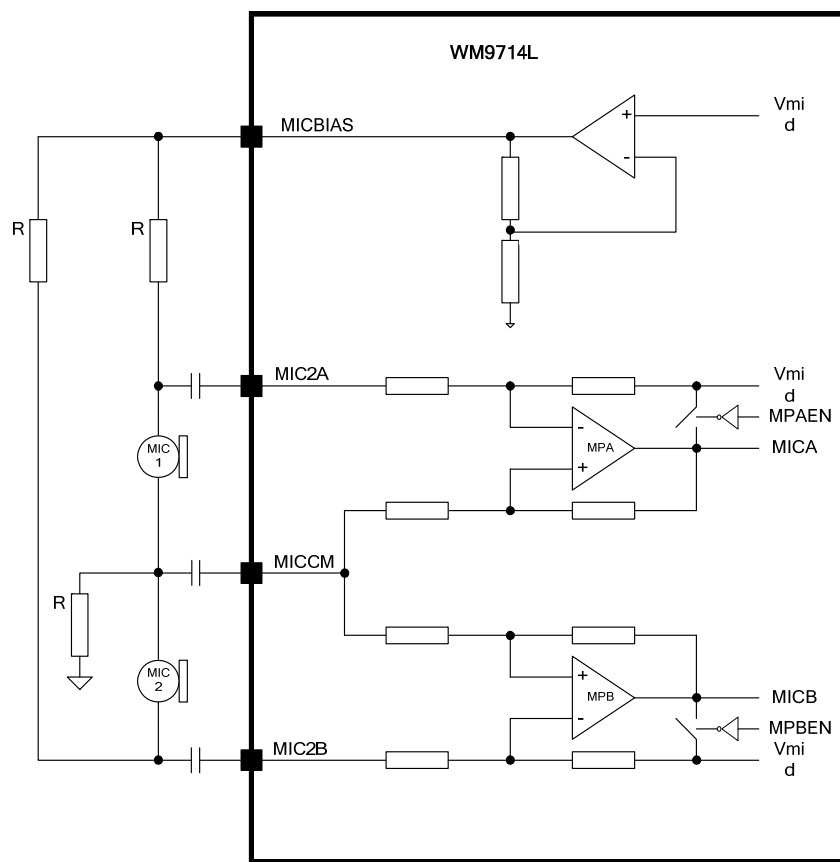 WM9714L
MICBIAS
+
-
Vmi
d
R
R
MIC2A
Vmi
d
MPAEN
-
MPA
+
MICA
MIC
1
MICCM
R
MIC
2
+
MPB
-
MICB
MPBEN
MIC2B
Vmi
d